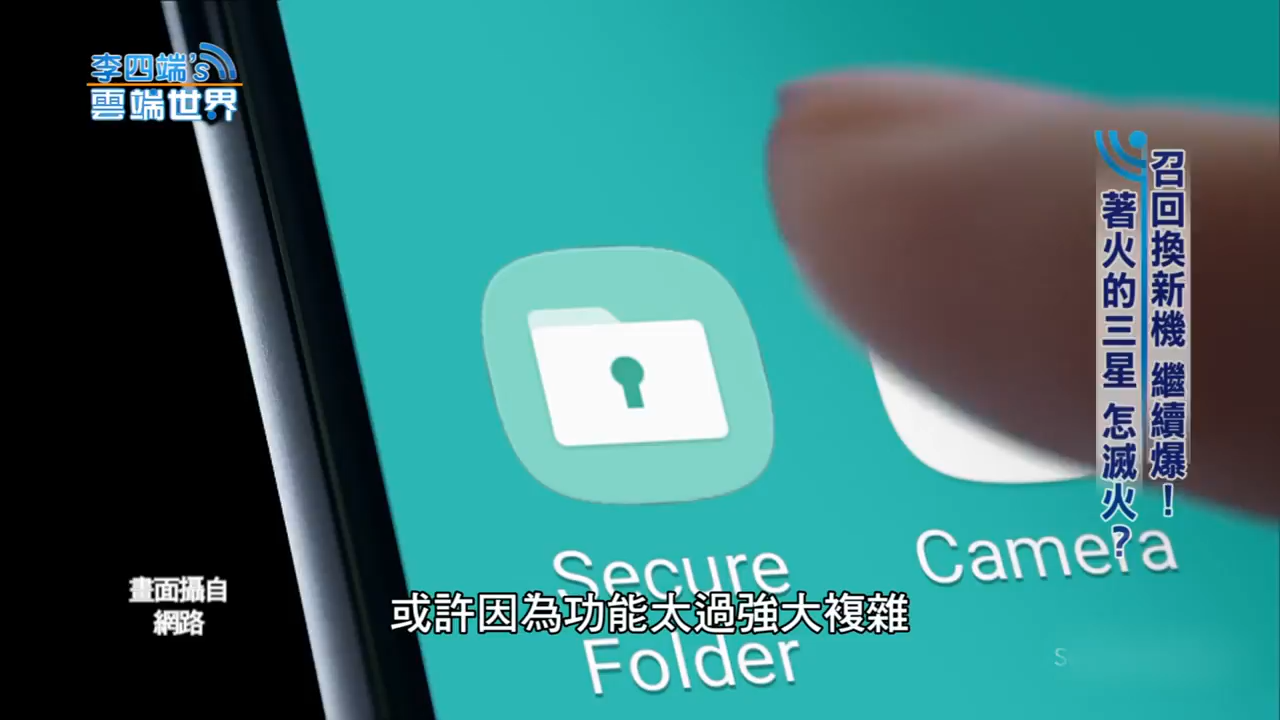 李四端's
雲端世界
召回換新機 繼續爆！
著火的三星 怎滅火？
Secure
Folder
Camera
畫面攝自
網路
或許因為功能太過強大複雜
S